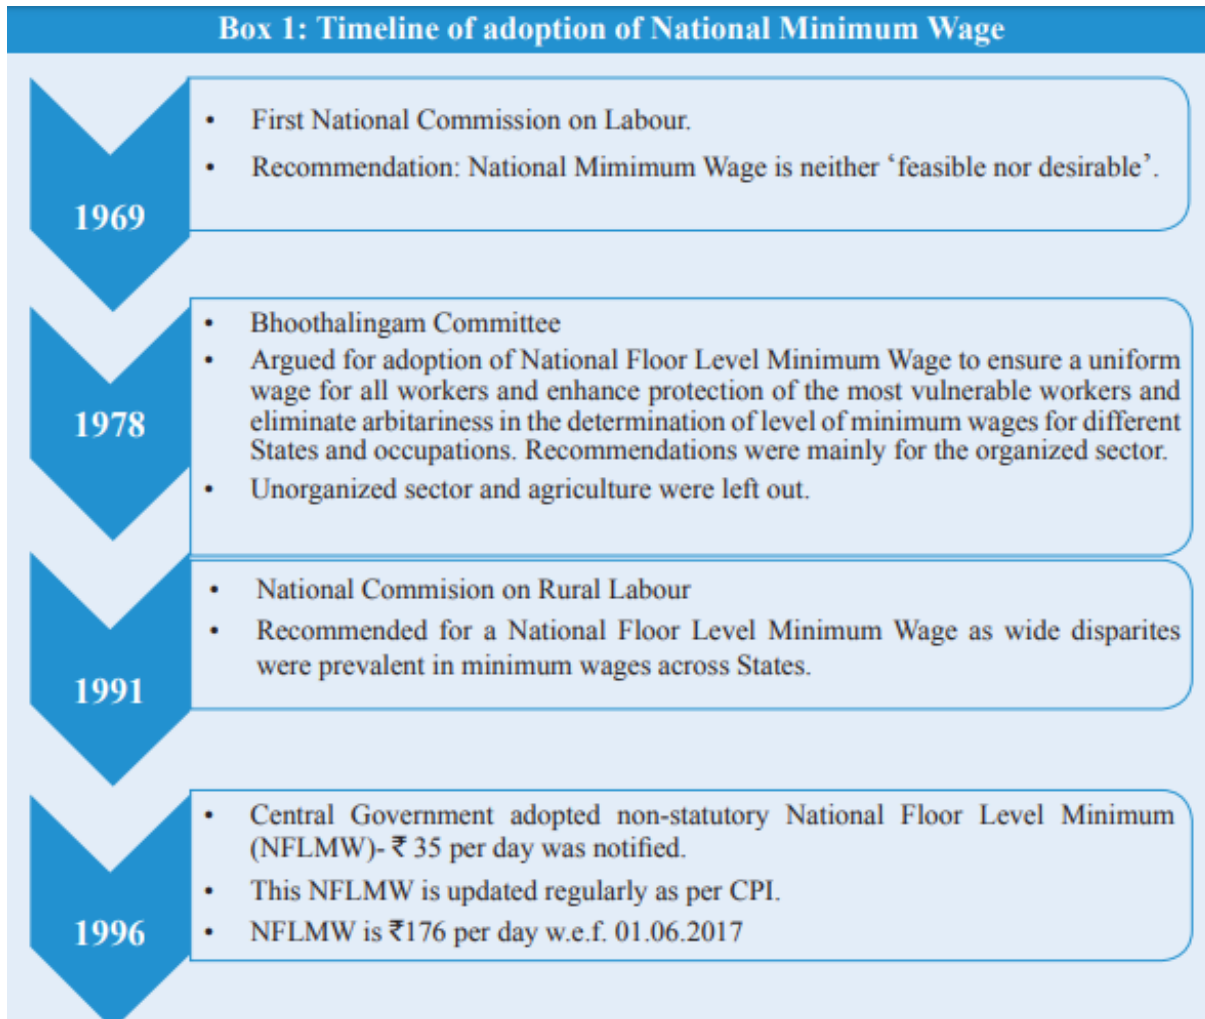 Box 1: Timeline of adoption of National Minimum Wage
1969
• First National Commission on Labour.
• Recommendation: National Mimimum Wage is neither ‘feasible nor desirable’.
1978
• Bhoothalingam Committee
• Argued for adoption of National Floor Level Minimum Wage to ensure a uniform
wage for all workers and enhance protection of the most vulnerable workers and
eliminate arbitariness in the determination of level of minimum wages for different
States and occupations. Recommendations were mainly for the organized sector.
• Unorganized sector and agriculture were left out.
1991
• National Commision on Rural Labour
• Recommended for a National Floor Level Minimum Wage as wide disparites
were prevalent in minimum wages across States.
1996
• Central Government adopted non-statutory National Floor Level Minimum
(NFLMW)- ₹ 35 per day was notified.
• This NFLMW is updated regularly as per CPI.
• NFLMW is ₹176 per day w.e.f. 01.06.2017